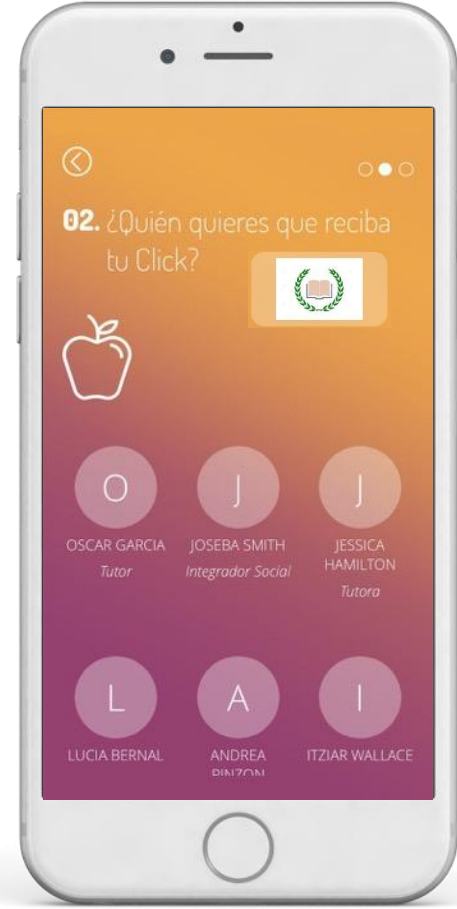 02. ¿Quién quieres que reciba
tu Click?
O
J
J
OSCAR GARCIA
JOSEBA SMITH
JESSICA
HAMILTON
Tutor
Integrador Social
Tutora
L
A
I
LUCIA BERNAL
ANDREA
PINZON
ITZIAR WALLACE